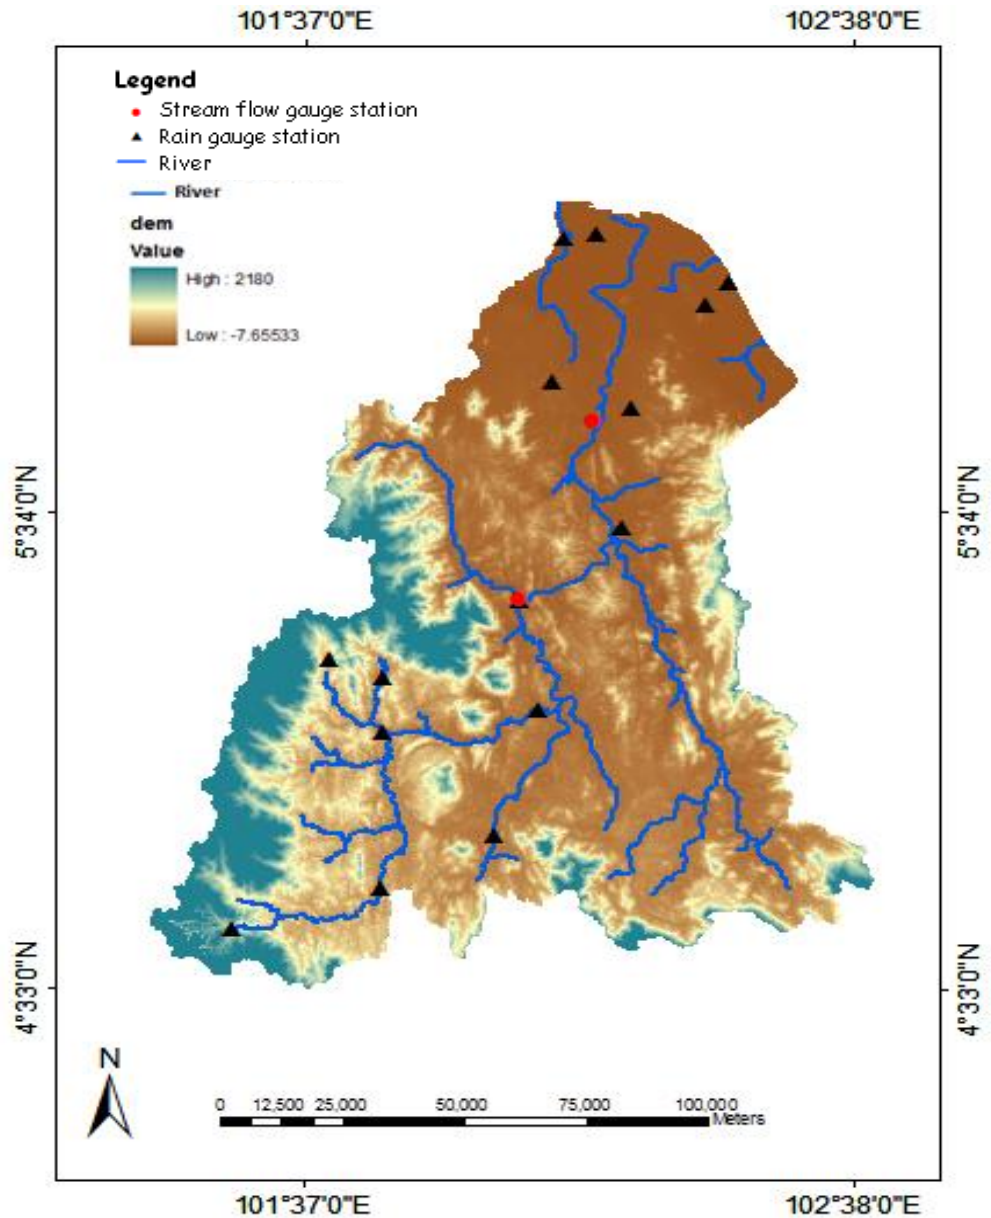 101°37'0"E 102°38'0"E
Legend
Stream flow gauge station
Rain gauge station
River
River
dem
Value
High : 2180
Low : -7.65533
5°34'0"N 5°34'0"N
4°33'0"N 4°33'0"N
N
0 12,500 25,000 50,000 75,000 100,000
Meters
101°37'0"E 102°38'0"E